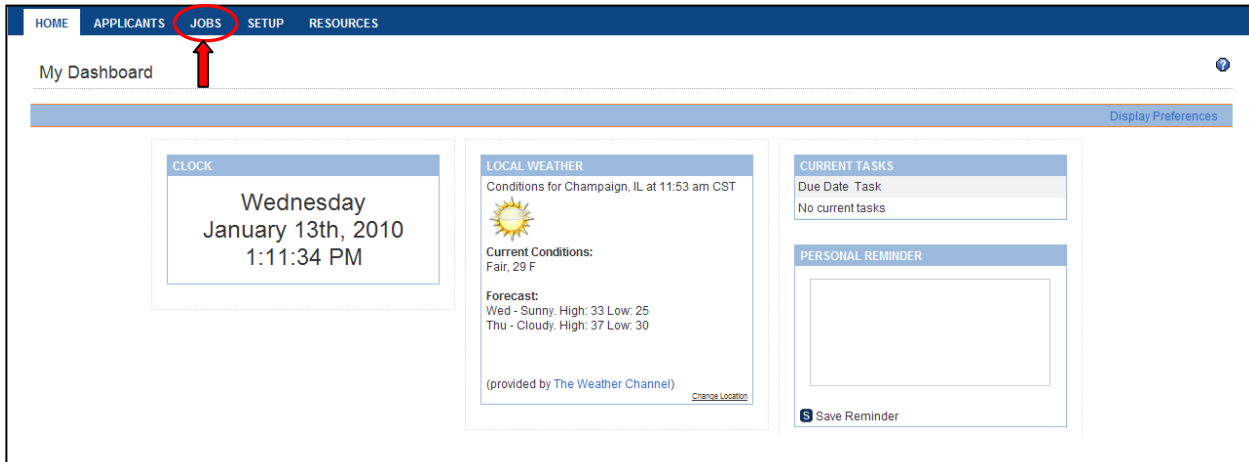 HOME APPLICANTS JOBS SETUP RESOURCES
My Dashboard
?
Display Preferences
CLOCK
Wednesday
January 13th, 2010
1:11:34 PM
LOCAL WEATHER
Conditions for Champaign, IL at 11:53 am CST
Current Conditions:
Fair, 29 F
Forecast:
Wed - Sunny. High: 33 Low: 25
Thu - Cloudy. High: 37 Low: 30
(provided by The Weather Channel)
Change Location
CURRENT TASKS
Due Date Task
No current tasks
PERSONAL REMINDER
S Save Reminder